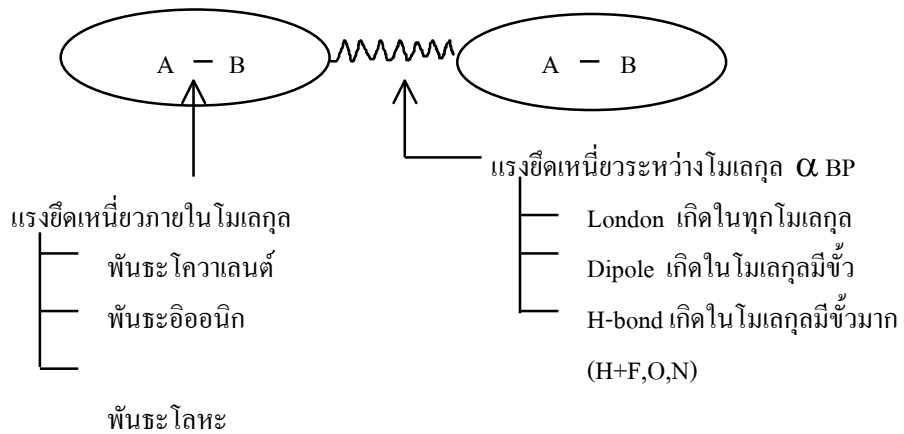 A – B
A – B
แรงยึดเหนี่ยวระหว่างโมเลกุล α BP
London เกิดในทุกโมเลกุล
Dipole เกิดในโมเลกุลมีขั้ว
H-bond เกิดในโมเลกุลมีขั้วมาก
(H+F,O,N)
แรงยึดเหนี่ยวภายในโมเลกุล
พันธะโควาเลนต์
พันธะอิออนิก
พันธะโลหะ